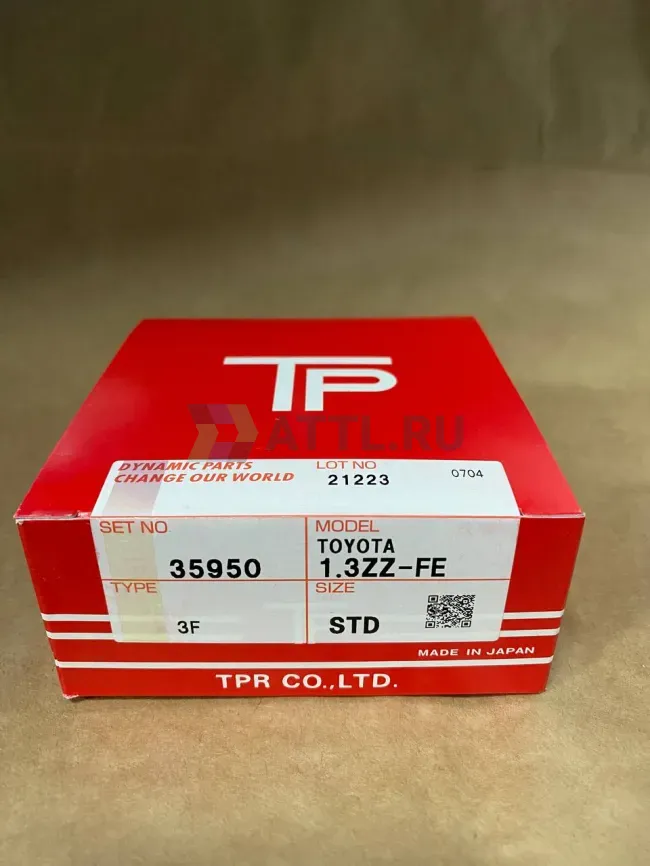 TP
ATTL.RU
DYNAMIC PARTS
CHANGE OUR WORLD
LOT NO
21223
0704
SET NO
35950
MODEL
TOYOTA
1.3ZZ-FE
TYPE
3F
SIZE
STD
MADE IN JAPAN
TPR CO.,LTD.